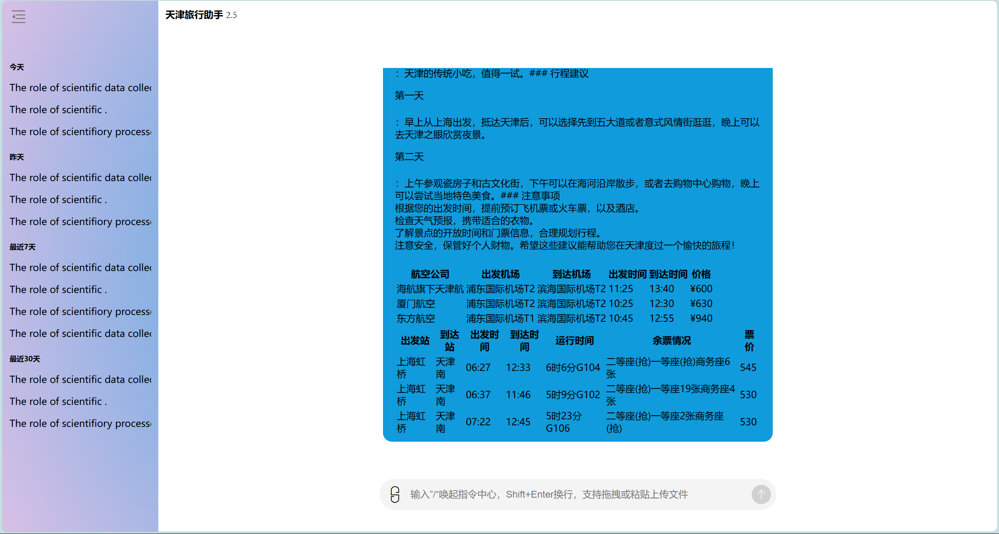 天津旅行助手 2.5
今天
The role of scientific data collec
The role of scientific .
The role of scientifiory processe
昨天
The role of scientific data collec
The role of scientific .
The role of scientifiory processe
最近7天
The role of scientific data collec
The role of scientific .
The role of scientifiory processe
The role of scientific data collec
最近30天
The role of scientific data collec
The role of scientific .
The role of scientifiory processe
：天津的传统小吃，值得一试。### 行程建议
第一天
：早上从上海出发，抵达天津后，可以选择先到五大道或者意式风情街逛逛，晚上可以
去天津之眼欣赏夜景。
第二天
：上午参观瓷房子和古文化街，下午可以在海河沿岸散步，或者去购物中心购物，晚上
可以尝试当地特色美食。### 注意事项
根据您的出发时间，提前预订飞机票或火车票，以及酒店。
检查天气预报，携带适合的衣物。
了解景点的开放时间和门票信息，合理规划行程。
注意安全，保管好个人财物。希望这些建议能帮助您在天津度过一个愉快的旅程！
航空公司 出发机场 到达机场 出发时间 到达时间 价格
海航旗下天津航 浦东国际机场T2 滨海国际机场T2 11:25 13:40 ¥600
厦门航空 浦东国际机场T2 滨海国际机场T2 10:25 12:30 ¥630
东方航空 浦东国际机场T1 滨海国际机场T2 10:45 12:55 ¥940
出发站 到达站 出发时间 到达时间 运行时间 余票情况 票价
上海虹桥 天津南 06:27 12:33 6时6分G104 二等座(抢)一等座(抢)商务座6张 545
上海虹桥 天津南 06:37 11:46 5时9分G102 二等座(抢)一等座19张商务座4张 530
上海虹桥 天津南 07:22 12:45 5时23分G106 二等座(抢)一等座2张商务座(抢) 530
输入”/“唤起指令中心，Shift+Enter换行，支持拖拽或粘贴上传文件